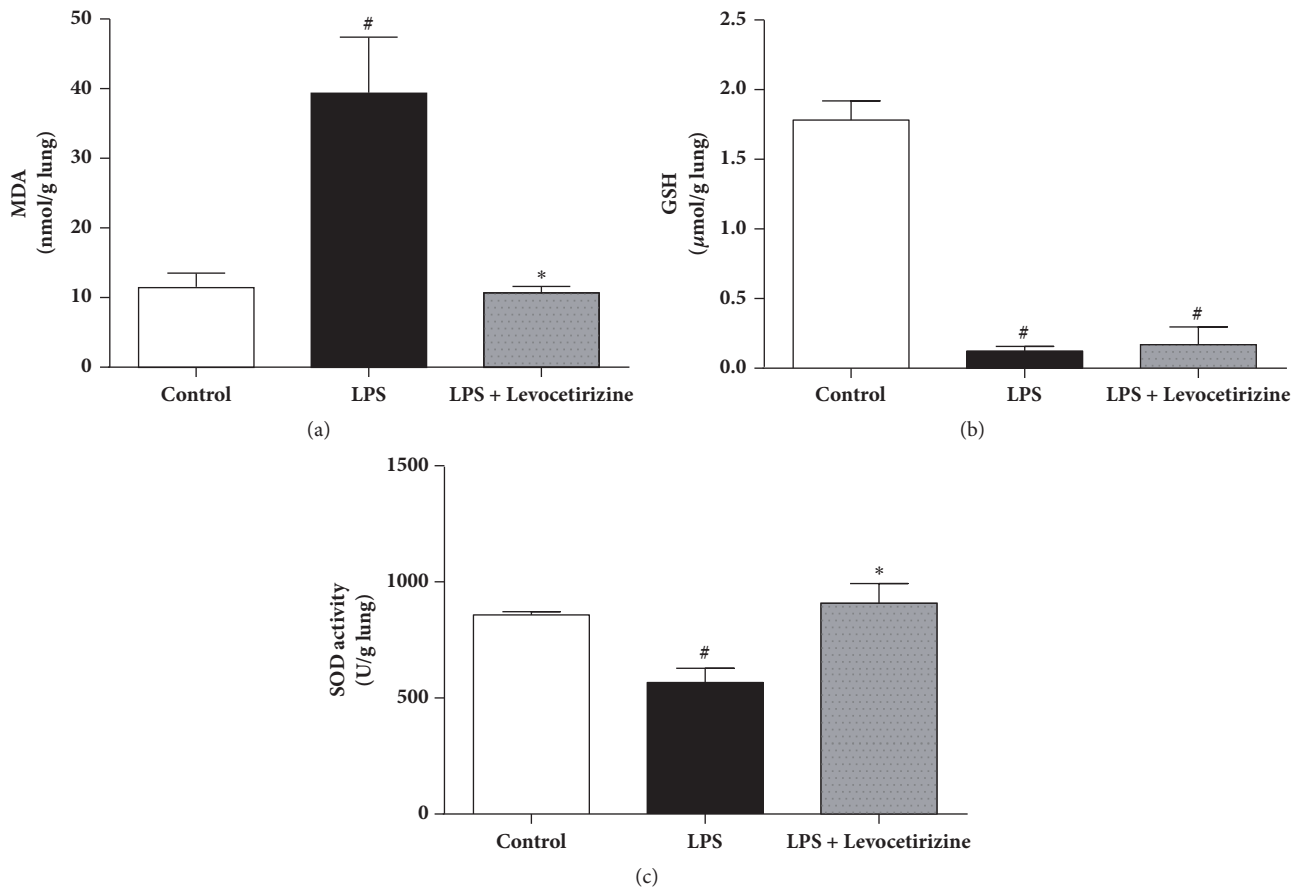 MDA
(nmol/g lung)
50
40
30
20
10
0
#
*
Control
LPS
LPS + Levocetirizine
(a)
GSH
(μmol/g lung)
2.5
2.0
1.5
1.0
0.5
0.0
#
#
Control
LPS
LPS + Levocetirizine
(b)
SOD activity
(U/g lung)
1500
1000
500
0
#
*
Control
LPS
LPS + Levocetirizine
(c)